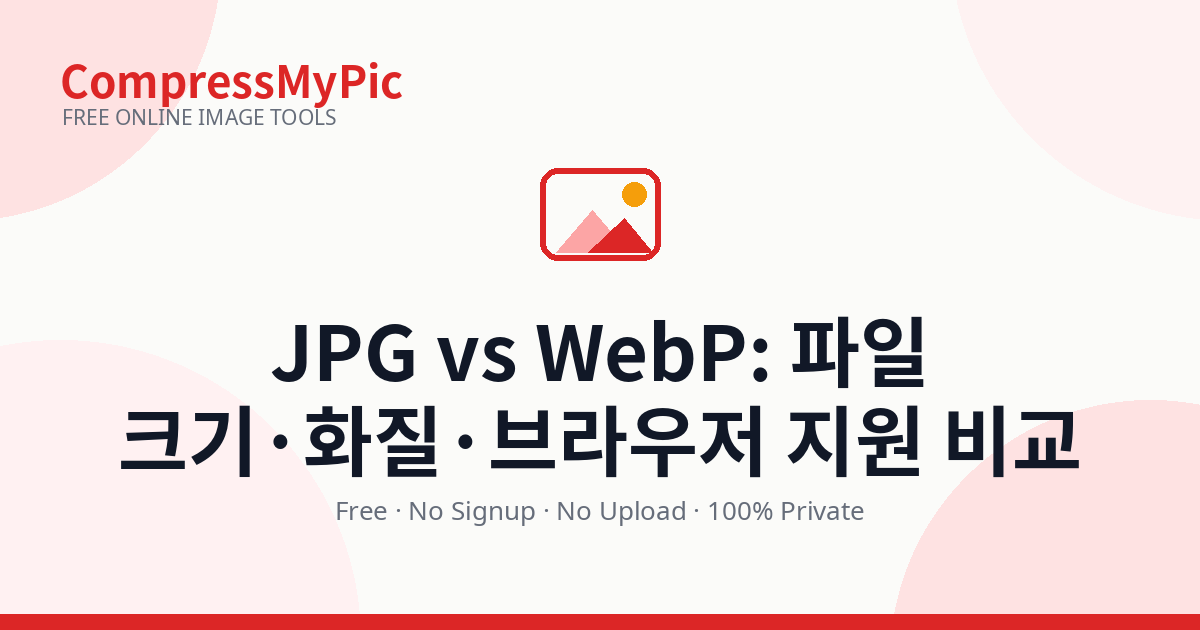 CompressMyPic
FREE ONLINE IMAGE TOOLS
JPG vs WebP: 파일
크기·화질·브라우저 지원 비교
Free · No Signup · No Upload · 100% Private